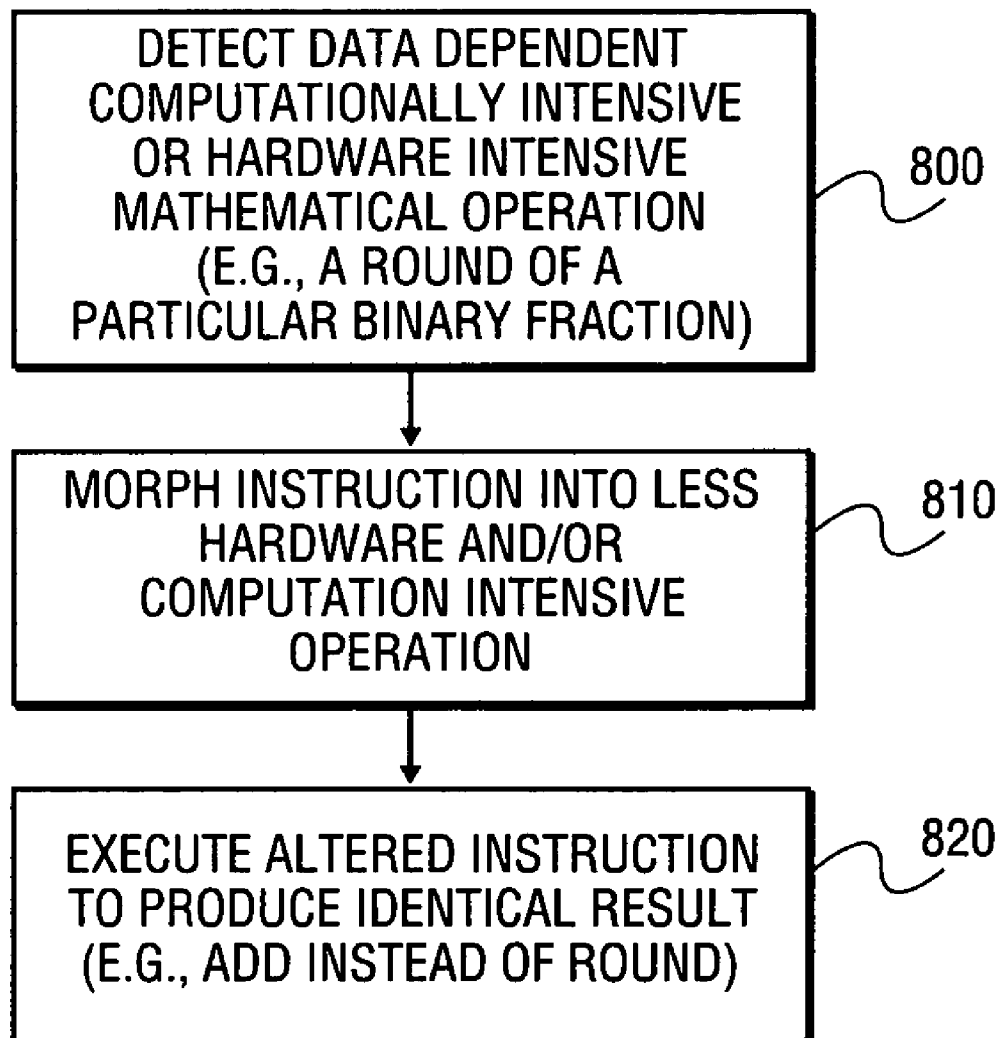 DETECT DATA DEPENDENT
COMPUTATIONALLY INTENSIVE
OR HARDWARE INTENSIVE
MATHEMATICAL OPERATION
(E.G., A ROUND OF A
PARTICULAR BINARY FRACTION)
800
MORPH INSTRUCTION INTO LESS
HARDWARE AND/OR
COMPUTATION INTENSIVE
OPERATION
810
EXECUTE ALTERED INSTRUCTION
TO PRODUCE IDENTICAL RESULT
(E.G., ADD INSTEAD OF ROUND)
820